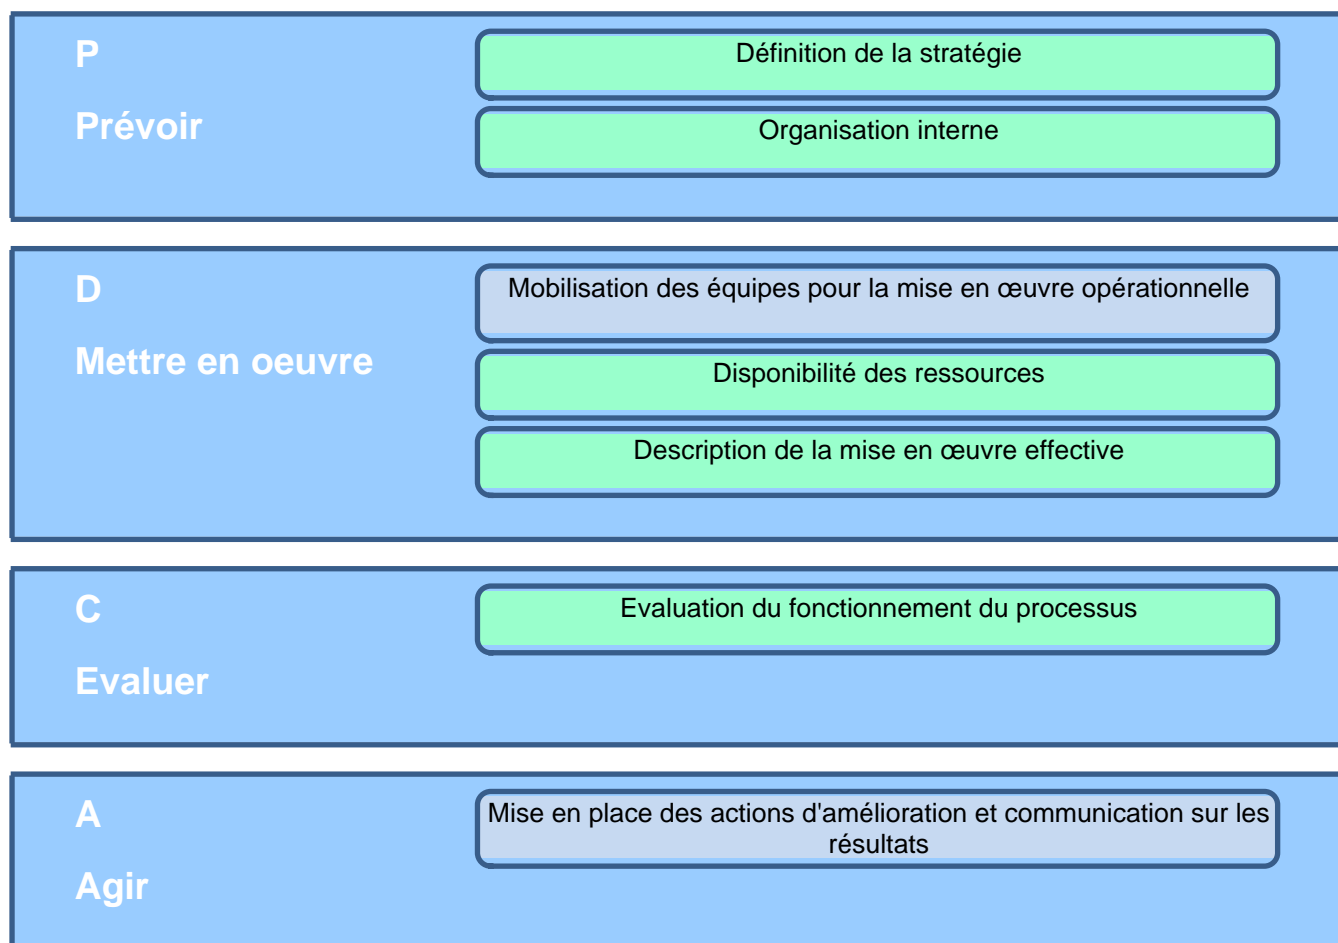 P
Prévoir
Définition de la stratégie
Organisation interne
D
Mettre en oeuvre
Mobilisation des équipes pour la mise en œuvre opérationnelle
Disponibilité des ressources
Description de la mise en œuvre effective
C
Evaluer
Evaluation du fonctionnement du processus
A
Agir
Mise en place des actions d'amélioration et communication sur les
résultats